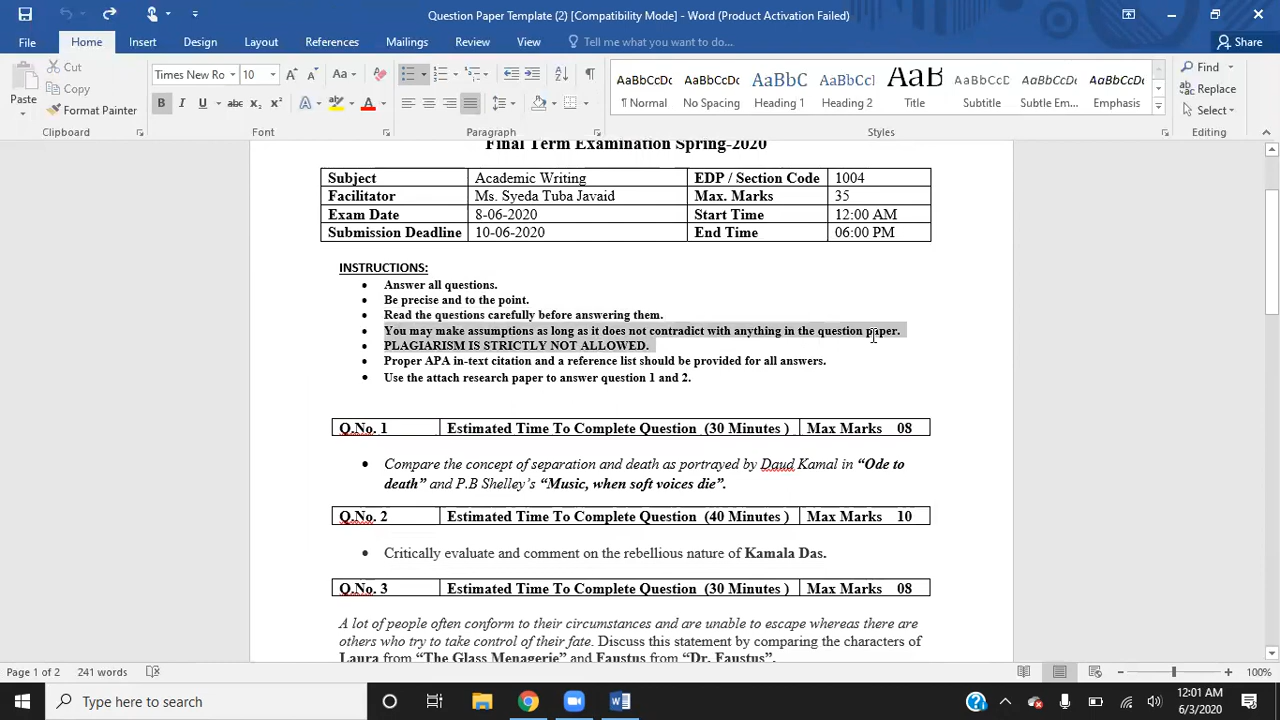 Question Paper Template (2) [Compatibility Mode] - Word (Product Activation Failed)
File Home Insert Design Layout References Mailings Review View Tell me what you want to do... Share
Paste
Cut
Copy
Format Painter
Clipboard
Times New Ro 10
Font
Paragraph
AaBbCcDc AaBbCcDc AaBbC AaBbCcD AaB AaBbCcD AaBbCcDc AaBbCcDc
¶ Normal No Spacing Heading 1 Heading 2 Title Subtitle Subtle Em... Emphasis
Styles
Find
Replace
Select
Editing
Final Term Examination Spring-2020
Subject Academic Writing EDP / Section Code 1004
Facilitator Ms. Syeda Tuba Javaid Max. Marks 35
Exam Date 8-06-2020 Start Time 12:00 AM
Submission Deadline 10-06-2020 End Time 06:00 PM
INSTRUCTIONS:
• Answer all questions.
• Be precise and to the point.
• Read the questions carefully before answering them.
• You may make assumptions as long as it does not contradict with anything in the question paper.
• PLAGIARISM IS STRICTLY NOT ALLOWED.
• Proper APA in-text citation and a reference list should be provided for all answers.
• Use the attach research paper to answer question 1 and 2.
Q.No. 1 Estimated Time To Complete Question (30 Minutes ) Max Marks 08
• Compare the concept of separation and death as portrayed by Daud Kamal in “Ode to
death” and P.B Shelley’s “Music, when soft voices die”.
Q.No. 2 Estimated Time To Complete Question (40 Minutes ) Max Marks 10
• Critically evaluate and comment on the rebellious nature of Kamala Das.
Q.No. 3 Estimated Time To Complete Question (30 Minutes ) Max Marks 08
A lot of people often conform to their circumstances and are unable to escape whereas there are
others who try to take control of their fate. Discuss this statement by comparing the characters of
Laura from “The Glass Menagerie” and Faustus from “Dr. Faustus”.
Page 1 of 2 241 words 100%
Type here to search
12:01 AM
6/3/2020